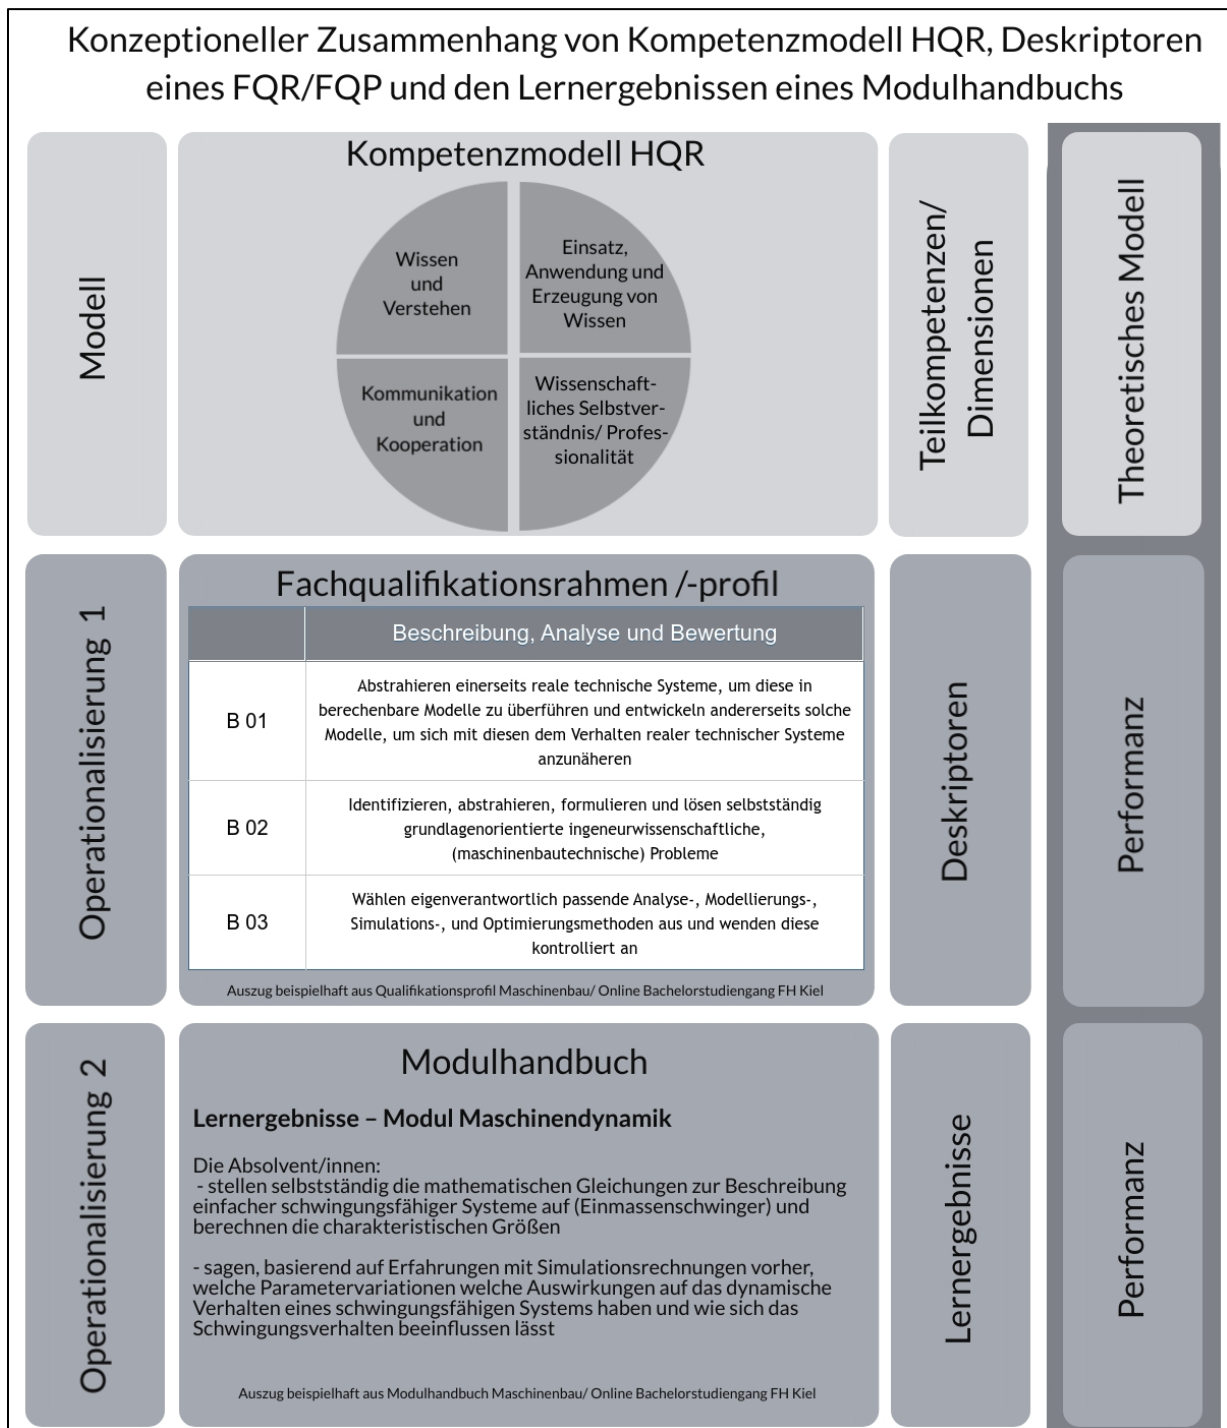 Konzeptioneller Zusammenhang von Kompetenzmodell HQR, Deskriptoren
eines FQR/FQP und den Lernergebnissen eines Modulhandbuchs
Modell
Kompetenzmodell HQR
Wissen
und
Verstehen
Einsatz,
Anwendung und
Erzeugung von
Wissen
Kommunikation
und
Kooperation
Wissenschaft-
liches Selbstver-
ständnis/ Profes-
sionalität
Teilkompetenzen/
Dimensionen
Theoretisches Modell
Operationalisierung 1
Fachqualifikationsrahmen /-profil
Beschreibung, Analyse und Bewertung
B 01
Abstrahieren einerseits reale technische Systeme, um diese in
berechenbare Modelle zu überführen und entwickeln andererseits solche
Modelle, um sich mit diesen dem Verhalten realer technischer Systeme
anzunäheren
B 02
Identifizieren, abstrahieren, formulieren und lösen selbstständig
grundlagenorientierte ingeneurwissenschaftliche,
(maschinenbautechnische) Probleme
B 03
Wählen eigenverantwortlich passende Analyse-, Modellierungs-,
Simulations-, und Optimierungsmethoden aus und wenden diese
kontrolliert an
Auszug beispielhaft aus Qualifikationsprofil Maschinenbau/ Online Bachelorstudiengang FH Kiel
Deskriptoren
Performanz
Operationalisierung 2
Modulhandbuch
Lernergebnisse – Modul Maschinendynamik
Die Absolvent/innen:
- stellen selbstständig die mathematischen Gleichungen zur Beschreibung
einfacher schwingungsfähiger Systeme auf (Einmassenschwinger) und
berechnen die charakteristischen Größen
- sagen, basierend auf Erfahrungen mit Simulationsrechnungen vorher,
welche Parametervariationen welche Auswirkungen auf das dynamische
Verhalten eines schwingungsfähigen Systems haben und wie sich das
Schwingungsverhalten beeinflussen lässt
Auszug beispielhaft aus Modulhandbuch Maschinenbau/ Online Bachelorstudiengang FH Kiel
Lernergebnisse
Performanz